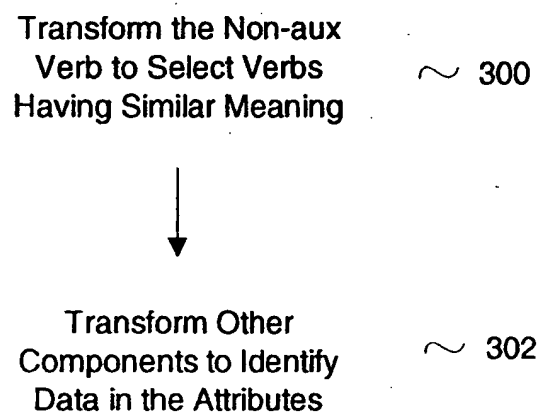 Transform the Non-aux
Verb to Select Verbs
Having Similar Meaning
300
Transform Other
Components to Identify
Data in the Attributes
302